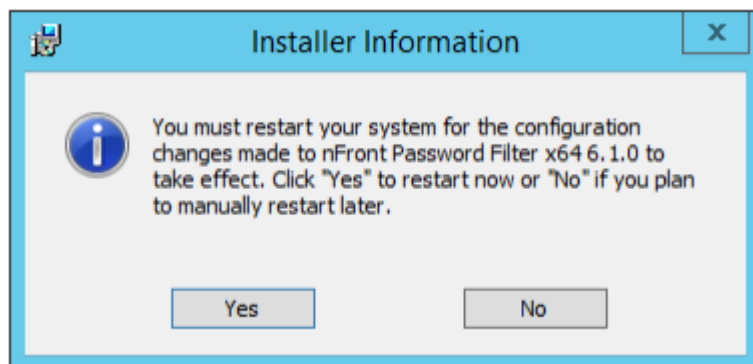 Installer Information
x
You must restart your system for the configuration
changes made to nFront Password Filter x64 6.1.0 to
take effect. Click "Yes" to restart now or "No" if you plan
to manually restart later.
Yes
No